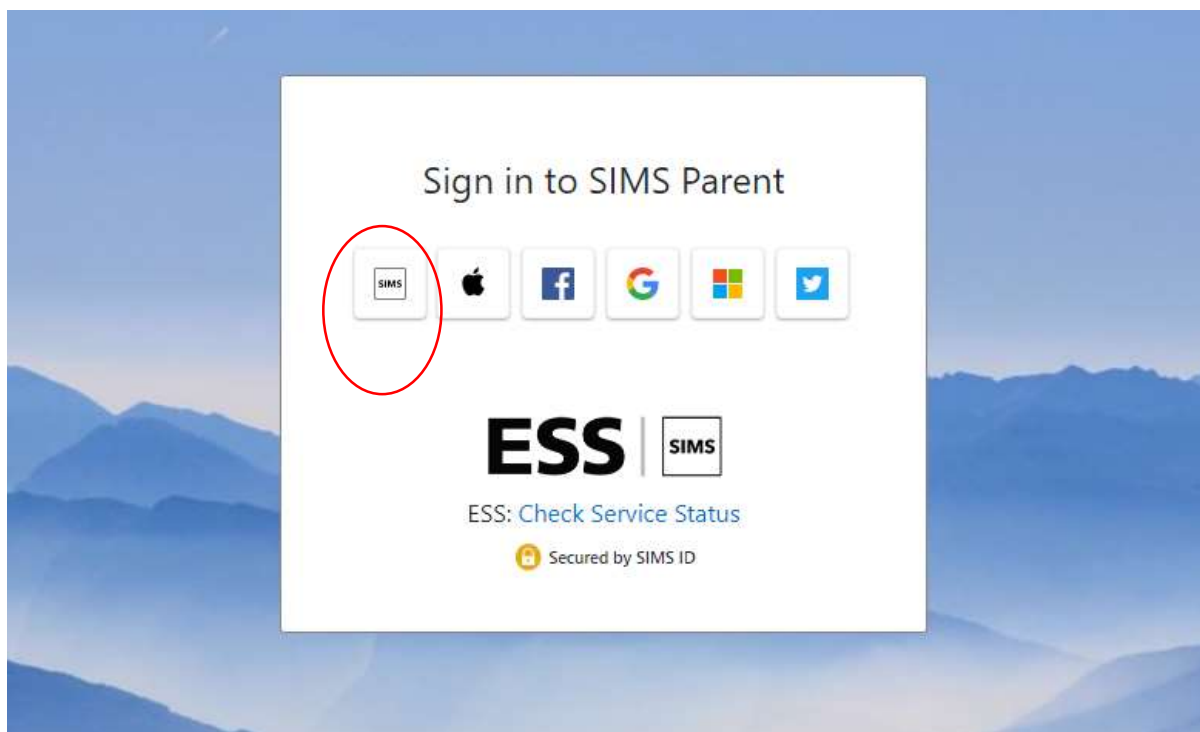 Sign in to SIMS Parent
SIMS
ESS SIMS
ESS: Check Service Status
Secured by SIMS ID